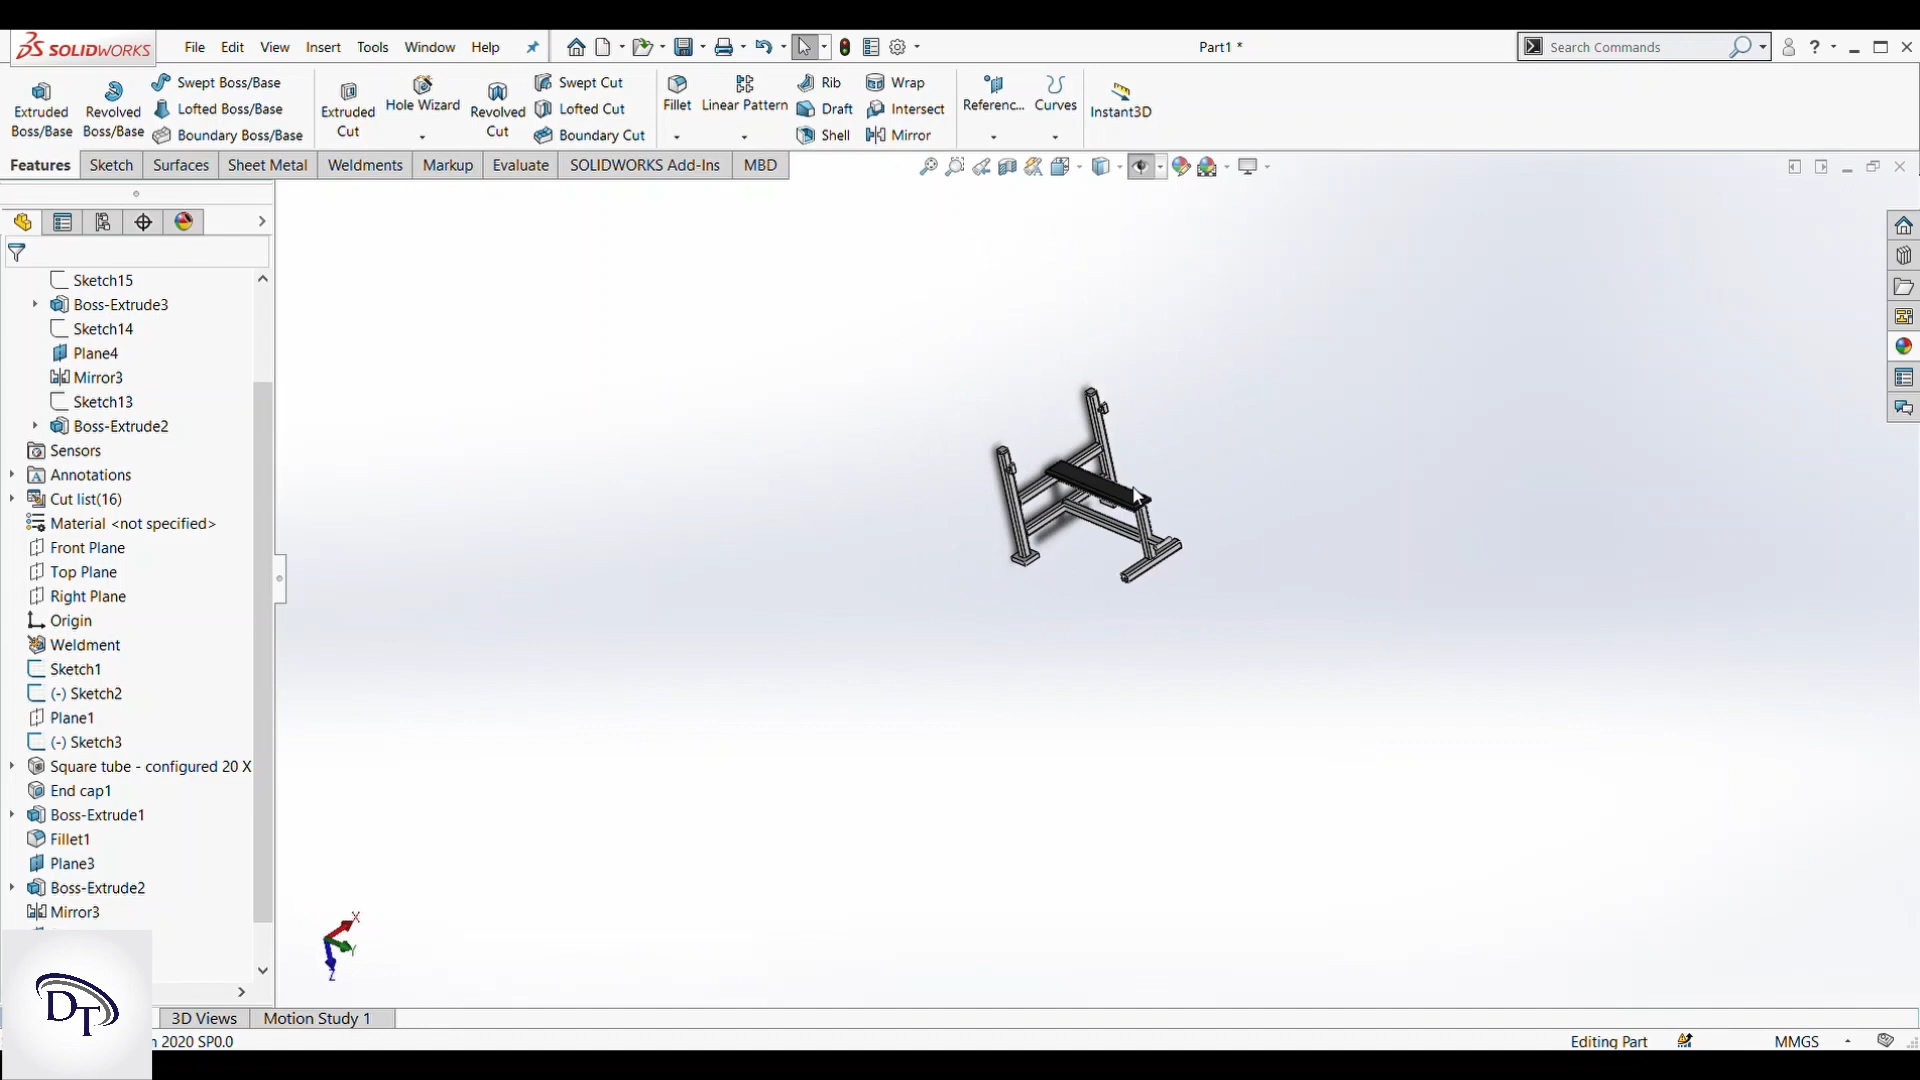 SOLIDWORKS File Edit View Insert Tools Window Help Part1 * Search Commands ?
Extruded Boss/Base
Revolved Boss/Base
Swept Boss/Base
Lofted Boss/Base
Boundary Boss/Base
Extruded Cut
Hole Wizard
Revolved Cut
Swept Cut
Lofted Cut
Boundary Cut
Fillet
Linear Pattern
Rib
Draft
Shell
Wrap
Intersect
Mirror
Referenc...
Curves
Instant3D
Features Sketch Surfaces Sheet Metal Weldments Markup Evaluate SOLIDWORKS Add-Ins MBD
Sketch15
Boss-Extrude3
Sketch14
Plane4
Mirror3
Sketch13
Boss-Extrude2
Sensors
Annotations
Cut list(16)
Material <not specified>
Front Plane
Top Plane
Right Plane
Origin
Weldment
Sketch1
(-) Sketch2
Plane1
(-) Sketch3
Square tube - configured 20 X
End cap1
Boss-Extrude1
Fillet1
Plane3
Boss-Extrude2
Mirror3
X
Y
Z
DT
3D Views Motion Study 1
2020 SP0.0 Editing Part MMGS